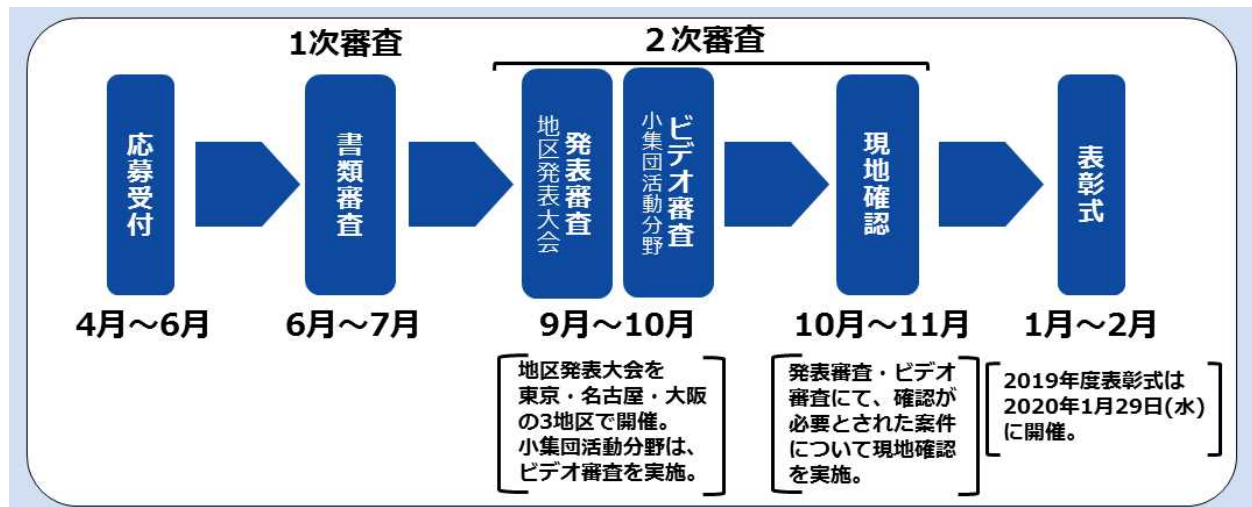 1次審査
2次審査
応募受付
書類審査
発表審査
地区発表大会
ビデオ審査
小集団活動分野
現地確認
表彰式
4月～6月
6月～7月
9月～10月
10月～11月
1月～2月
地区発表大会を
東京・名古屋・大阪
の3地区で開催。
小集団活動分野は、
ビデオ審査を実施。
発表審査・ビデオ
審査にて、確認が
必要とされた案件
について現地確認
を実施。
2019年度表彰式は
2020年1月29日(水)
に開催。